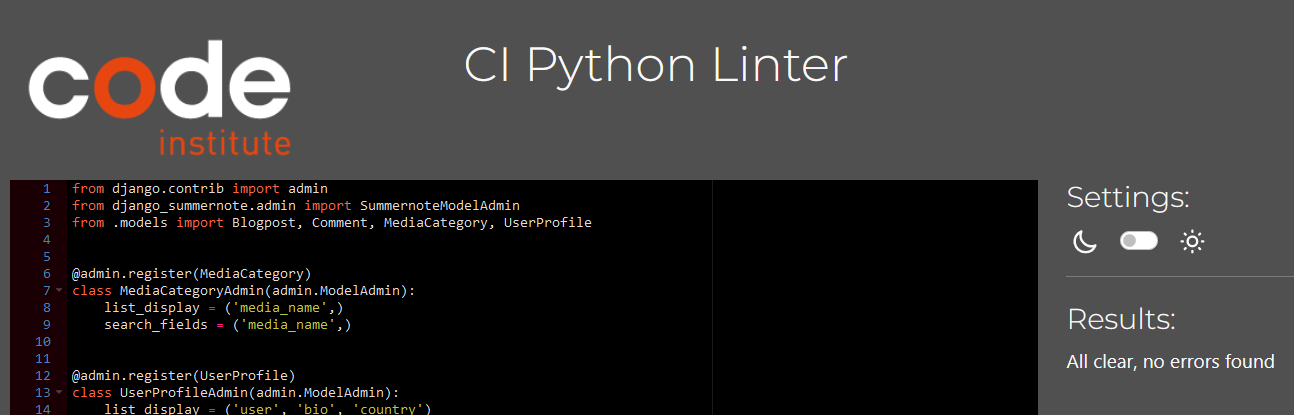 code
institute
CI Python Linter
1 from django.contrib import admin
2 from django_summernote.admin import SummernoteModelAdmin
3 from .models import Blogpost, Comment, MediaCategory, UserProfile
4
5
6 @admin.register(MediaCategory)
7 class MediaCategoryAdmin(admin.ModelAdmin):
8     list_display = ('media_name',)
9     search_fields = ('media_name',)
10
11
12 @admin.register(UserProfile)
13 class UserProfileAdmin(admin.ModelAdmin):
14     list_display = ('user', 'bio', 'country')
Settings:
Results:
All clear, no errors found